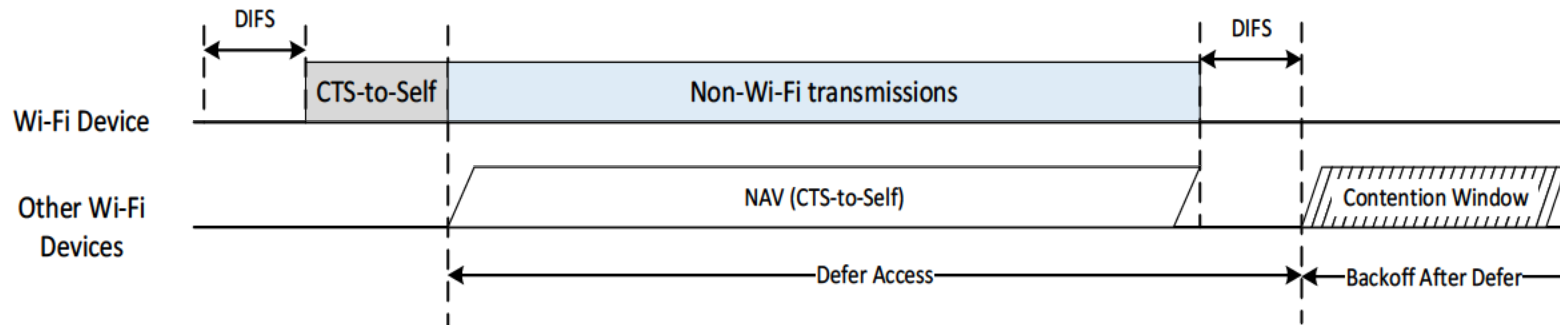 DIFS
DIFS
CTS-to-Self
Non-Wi-Fi transmissions
Wi-Fi Device
NAV (CTS-to-Self)
Contention Window
Other Wi-Fi
Devices
Defer Access
Backoff After Defer